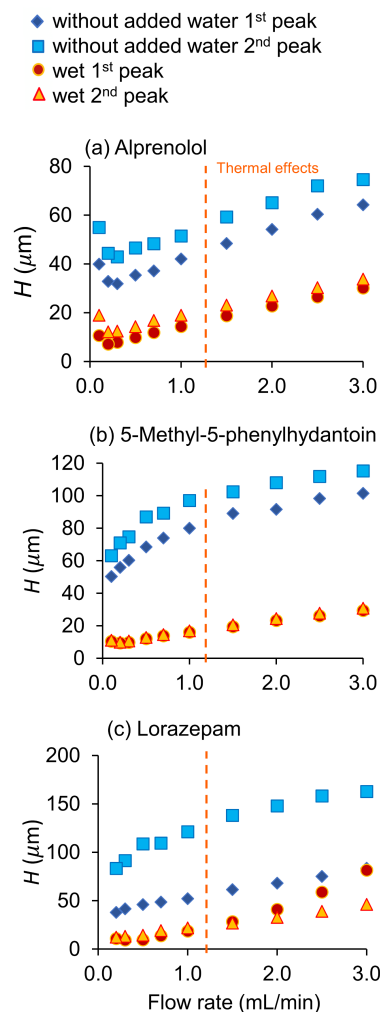 without added water 1st peak
without added water 2nd peak
wet 1st peak
wet 2nd peak
(a) Alprenolol
Thermal effects
80
60
40
20
0
H (μm)
0.0 1.0 2.0 3.0
(b) 5-Methyl-5-phenylhydantoin
120
100
80
60
40
20
0
H (μm)
0.0 1.0 2.0 3.0
(c) Lorazepam
200
150
100
50
0
H (μm)
0.0 1.0 2.0 3.0
Flow rate (mL/min)